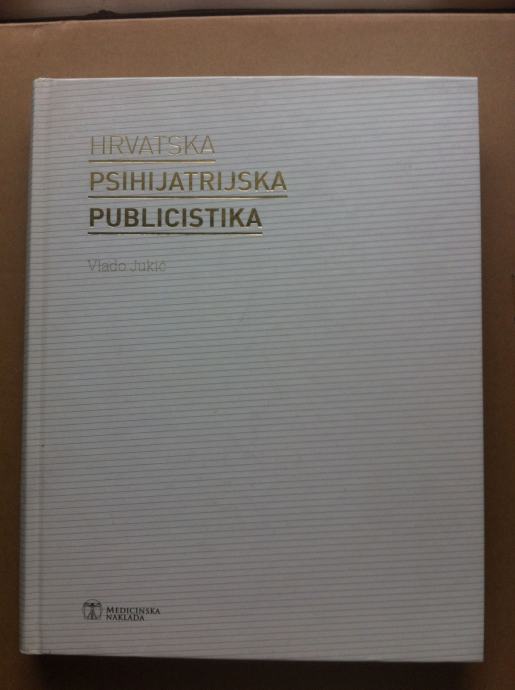 HRVATSKA
PSIHIJATRIJSKA
PUBLICISTIKA
Vlado Jukić
MEDICINSKA
NAKLADA